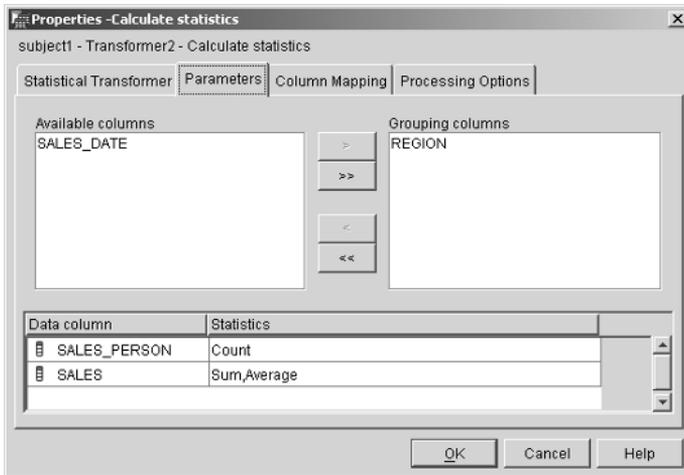 Properties -Calculate statistics
subject1 - Transformer2 - Calculate statistics
Statistical Transformer Parameters Column Mapping Processing Options
Available columns Grouping columns
SALES_DATE > REGION
>>
<
<<
Data column Statistics
SALES_PERSON Count
SALES Sum,Average
OK Cancel Help